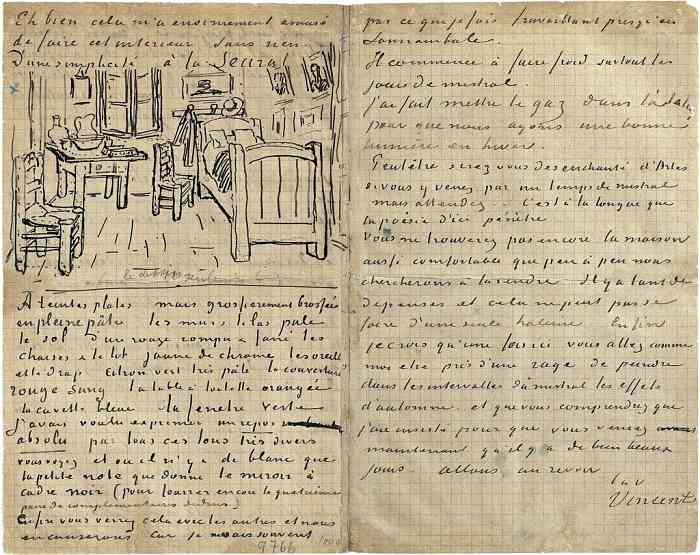 Eh bien cela m'a enormement amusé
de faire cet interieur sans rien.
D'une simplicité à la Seurat.
à teintes plates mais grossierement brossées
en pleine pâte les murs lilas pale
le sol d'un rouge rompu & fané les
chaises & le lit jaune de chrome les oreillers
et le drap citron vert très pâle la couverture
rouge sang la table à toilette orangée
la cuvette bleue la fenetre verte
J'avais voulu exprimer un repos
absolu par tous ces tons très divers
vous voyez et où il n'y a de blanc que
la petite note que donne le miroir à
cadre noir (pour fourrer encore la quatrième
paire de complementaires dedans)
Enfin vous verrez cela avec les autres et nous
en causerons car je ne sais souvent
9766
par ce que je fais travaillant presqu'en
somnambule.
Il commence à faire froid surtout les
jours de mistral.
J'ai fait mettre le gaz dans l'atelier
pour que nous ayons une bonne
lumière en hiver.
Peutêtre serez vous desenchanté d'Arles
si vous y venez par un temps de mistral
mais attendez .. C'est à la longue que
la poësie d'ici pénètre
vous ne trouverez pas encore la maison
aussi comfortable que peu à peu nous
chercherons à la rendre Il y a tant de
depenses et cela ne peut pas se
faire d'une seule haleine Enfin
je crois qu'une fois ici vous allez comme
moi etre pris d'une rage de peindre
dans les intervalles du mistral les effets
d'automne. et que vous comprendrez que
j'ai insisté pour que vous veniez
maintenant qu'il y a de bien beaux
jours. allons au revoir
t. à v.
Vincent